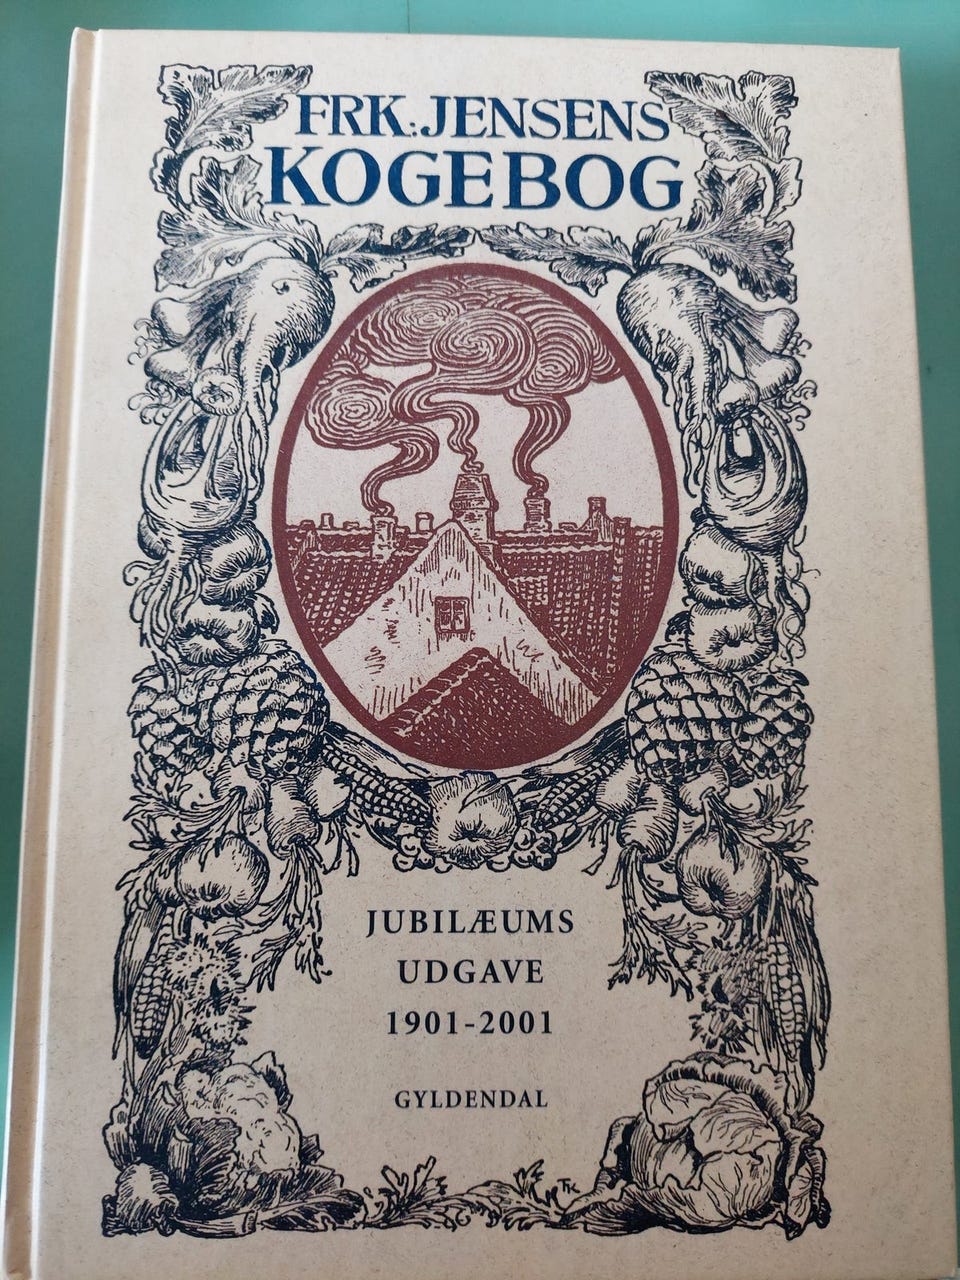 FRK: JENSENS
KOGEBOG
JUBILÆUMS
UDGAVE
1901-2001
GYLDENDAL